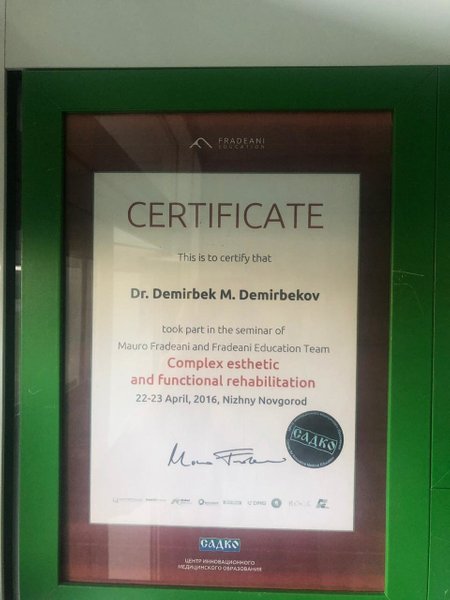 FRADEANI
EDUCATION
CERTIFICATE
This is to certify that
Dr. Demirbek M. Demirbekov
took part in the seminar of
Mauro Fradeani and Fradeani Education Team
Complex esthetic
and functional rehabilitation
22-23 April, 2016, Nizhny Novgorod
САДКО
САДКО
ЦЕНТР ИННОВАЦИОННОГО
МЕДИЦИНСКОГО ОБРАЗОВАНИЯ